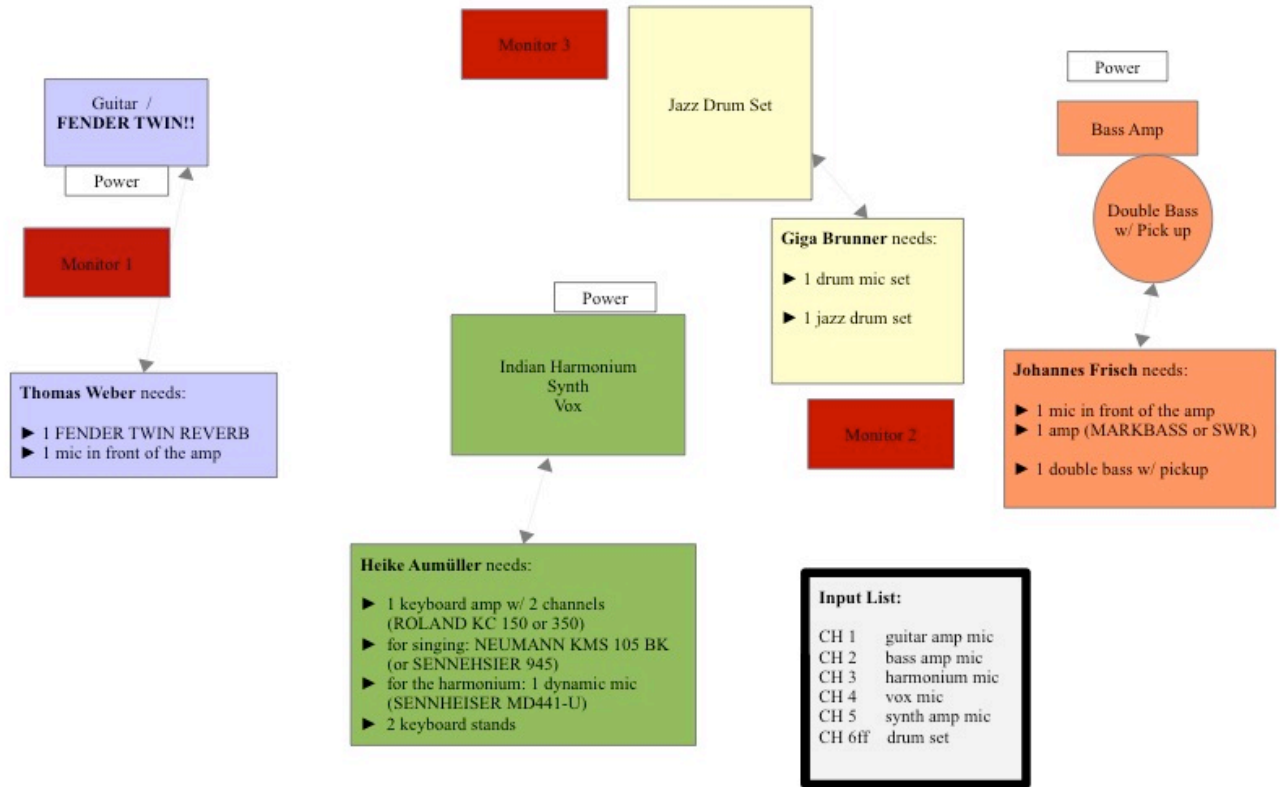 Monitor 3
Jazz Drum Set
Power
Bass Amp
Double Bass
w/ Pick up
Guitar /
FENDER TWIN!!
Power
Monitor 1
Giga Brunner needs:
► 1 drum mic set
► 1 jazz drum set
Power
Indian Harmonium
Synth
Vox
Monitor 2
Thomas Weber needs:
► 1 FENDER TWIN REVERB
► 1 mic in front of the amp
Johannes Frisch needs:
► 1 mic in front of the amp
► 1 amp (MARKBASS or SWR)
► 1 double bass w/ pickup
Heike Aumüller needs:
► 1 keyboard amp w/ 2 channels
(ROLAND KC 150 or 350)
► for singing: NEUMANN KMS 105 BK
(or SENNEHSIER 945)
► for the harmonium: 1 dynamic mic
(SENNHEISER MD441-U)
► 2 keyboard stands
Input List:
CH 1 guitar amp mic
CH 2 bass amp mic
CH 3 harmonium mic
CH 4 vox mic
CH 5 synth amp mic
CH 6ff drum set